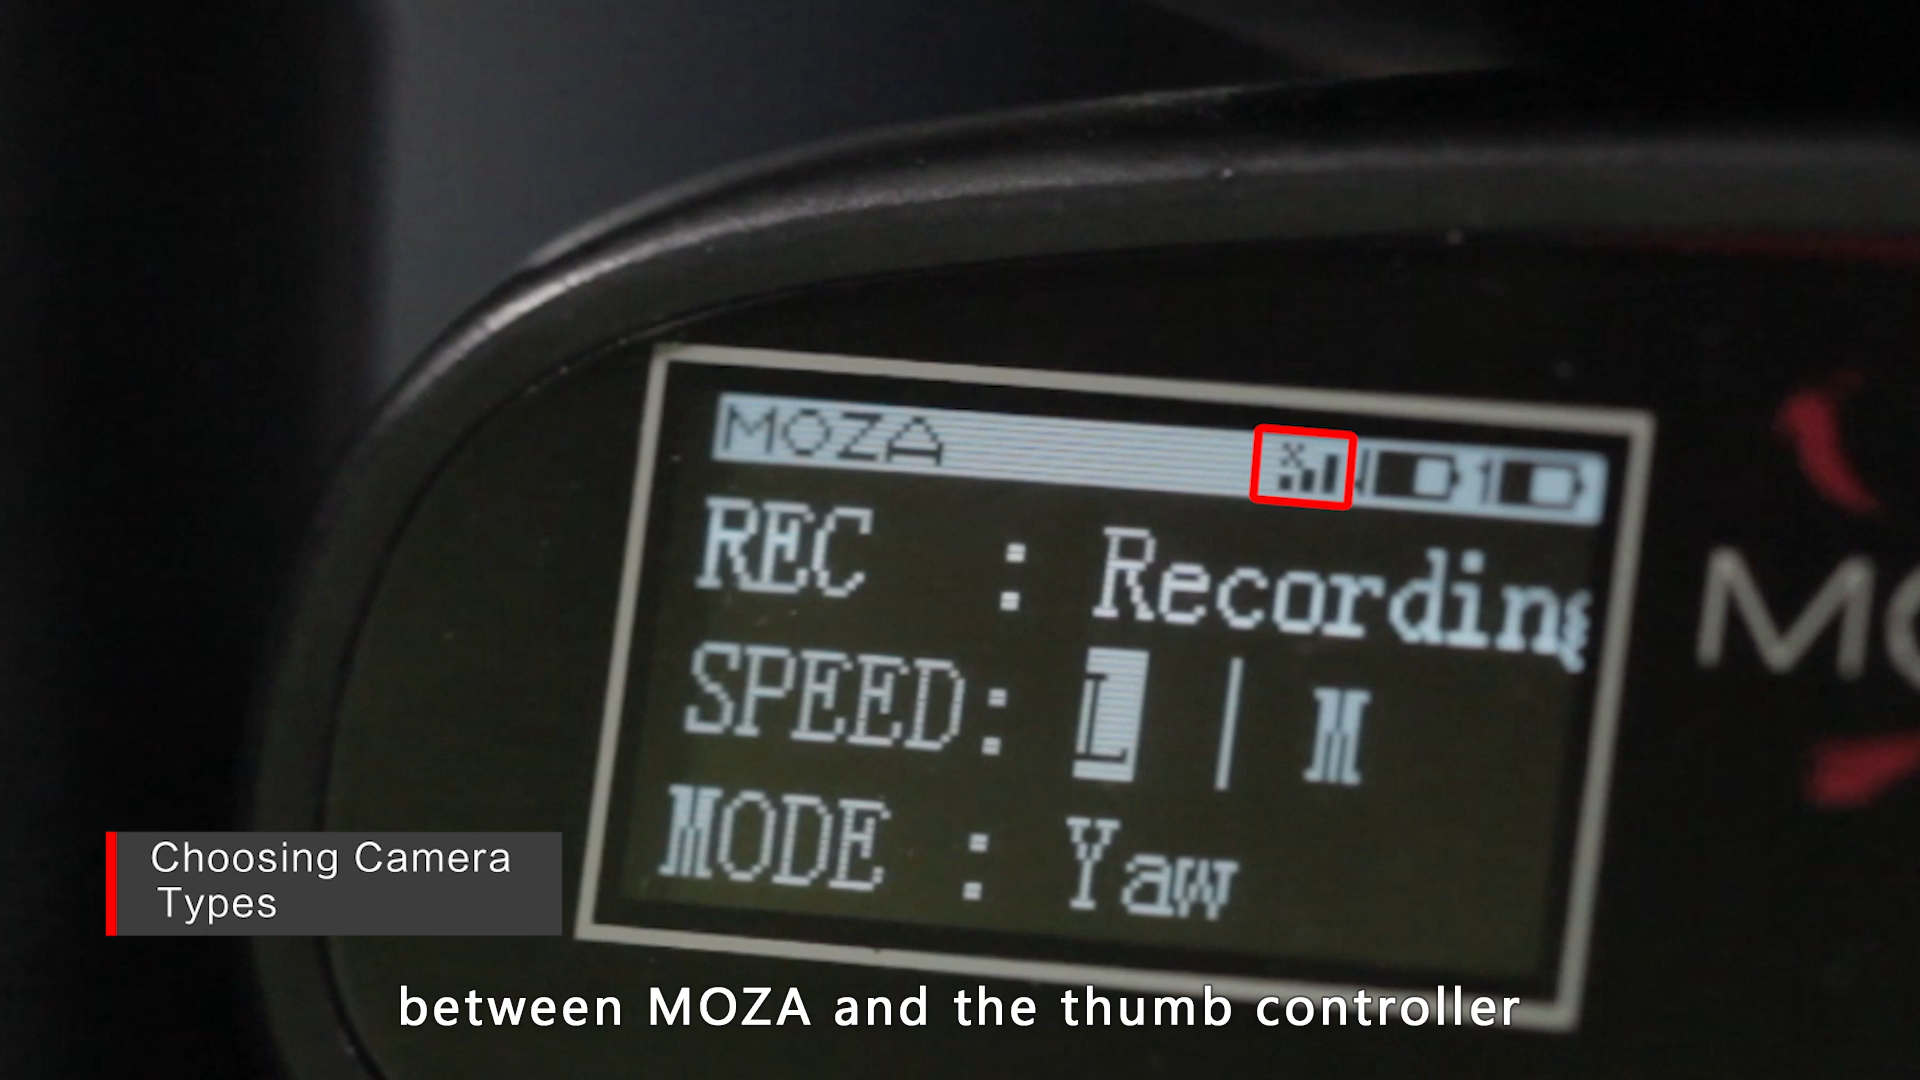 MOZA
REC : Recording
SPEED: L | M
MODE : Yaw
Choosing Camera
Types
between MOZA and the thumb controller